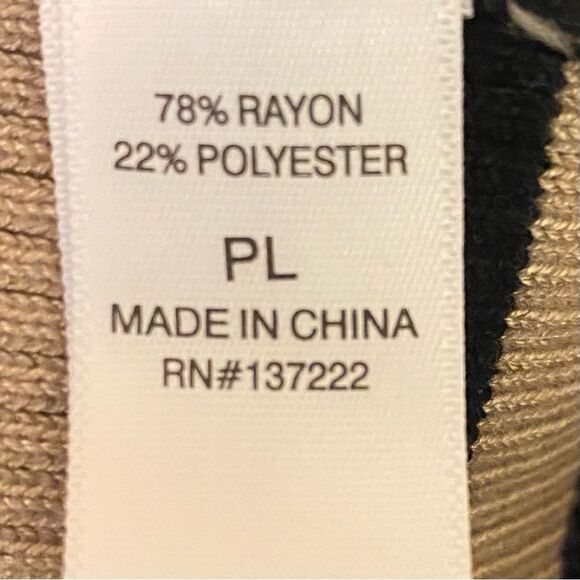 78% RAYON
22% POLYESTER
PL
MADE IN CHINA
RN#137222